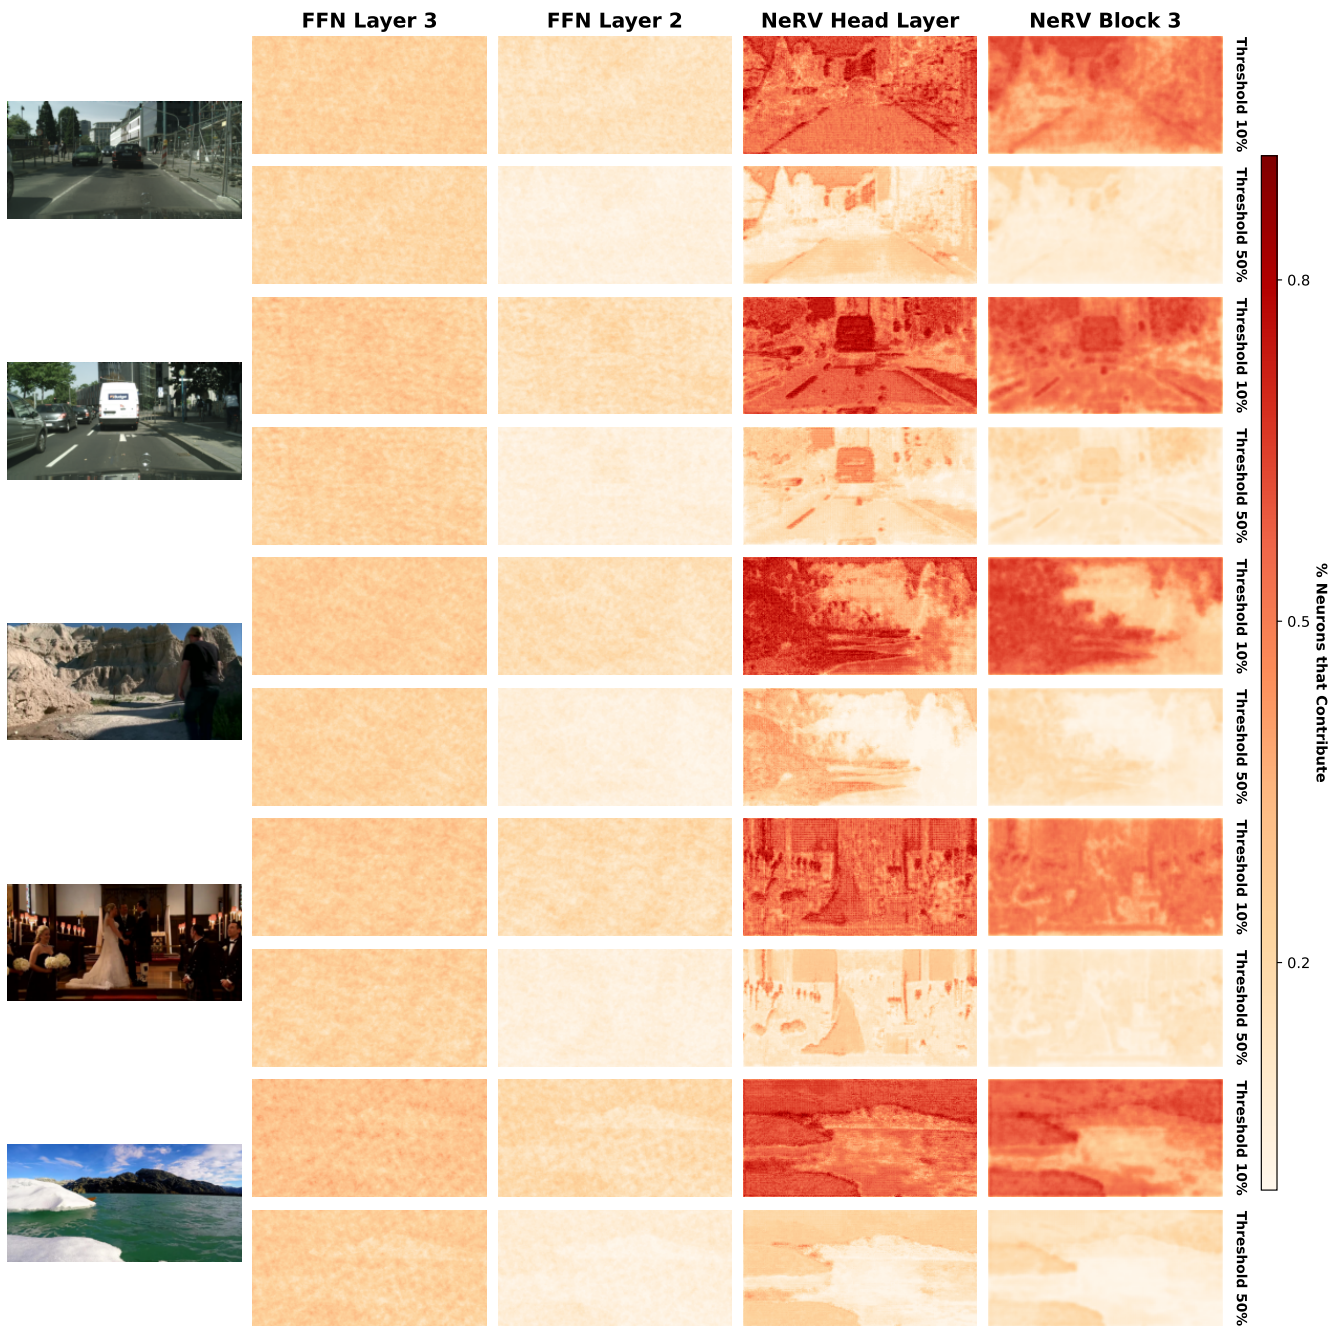 FFN Layer 3
FFN Layer 2
NeRV Head Layer
NeRV Block 3
Threshold 10%
Threshold 50%
Threshold 10%
Threshold 50%
Threshold 10%
Threshold 50%
Threshold 10%
Threshold 50%
Threshold 10%
Threshold 50%
0.8
0.5
0.2
% Neurons that Contribute